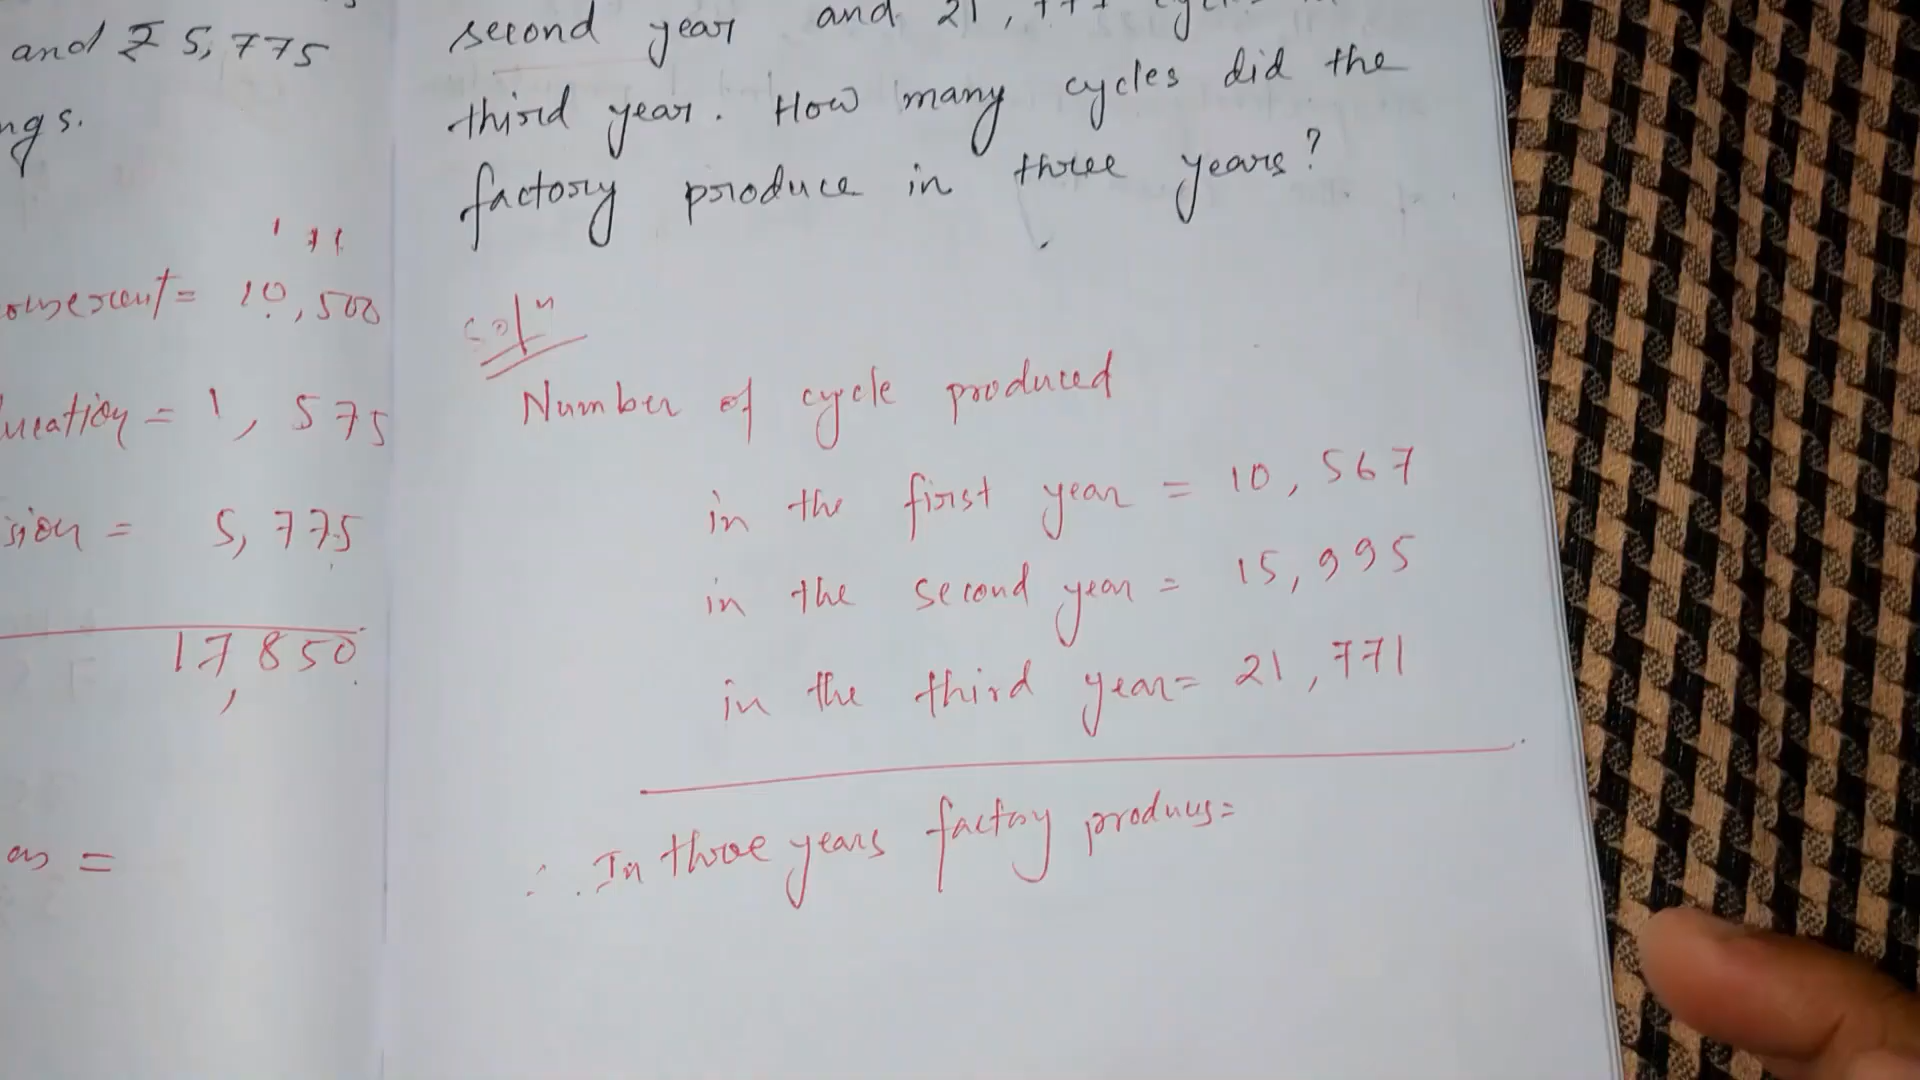 and ₹ 5,775
second year and 21,
third year. How many cycles did the
factory produce in three years?
= 10,500
= 1, 575
= 5,775
17,850
as =
Solⁿ
Number of cycle produced
in the first year = 10, 567
in the second year = 15, 995
in the third year = 21, 771
∴ In three years factory produces =